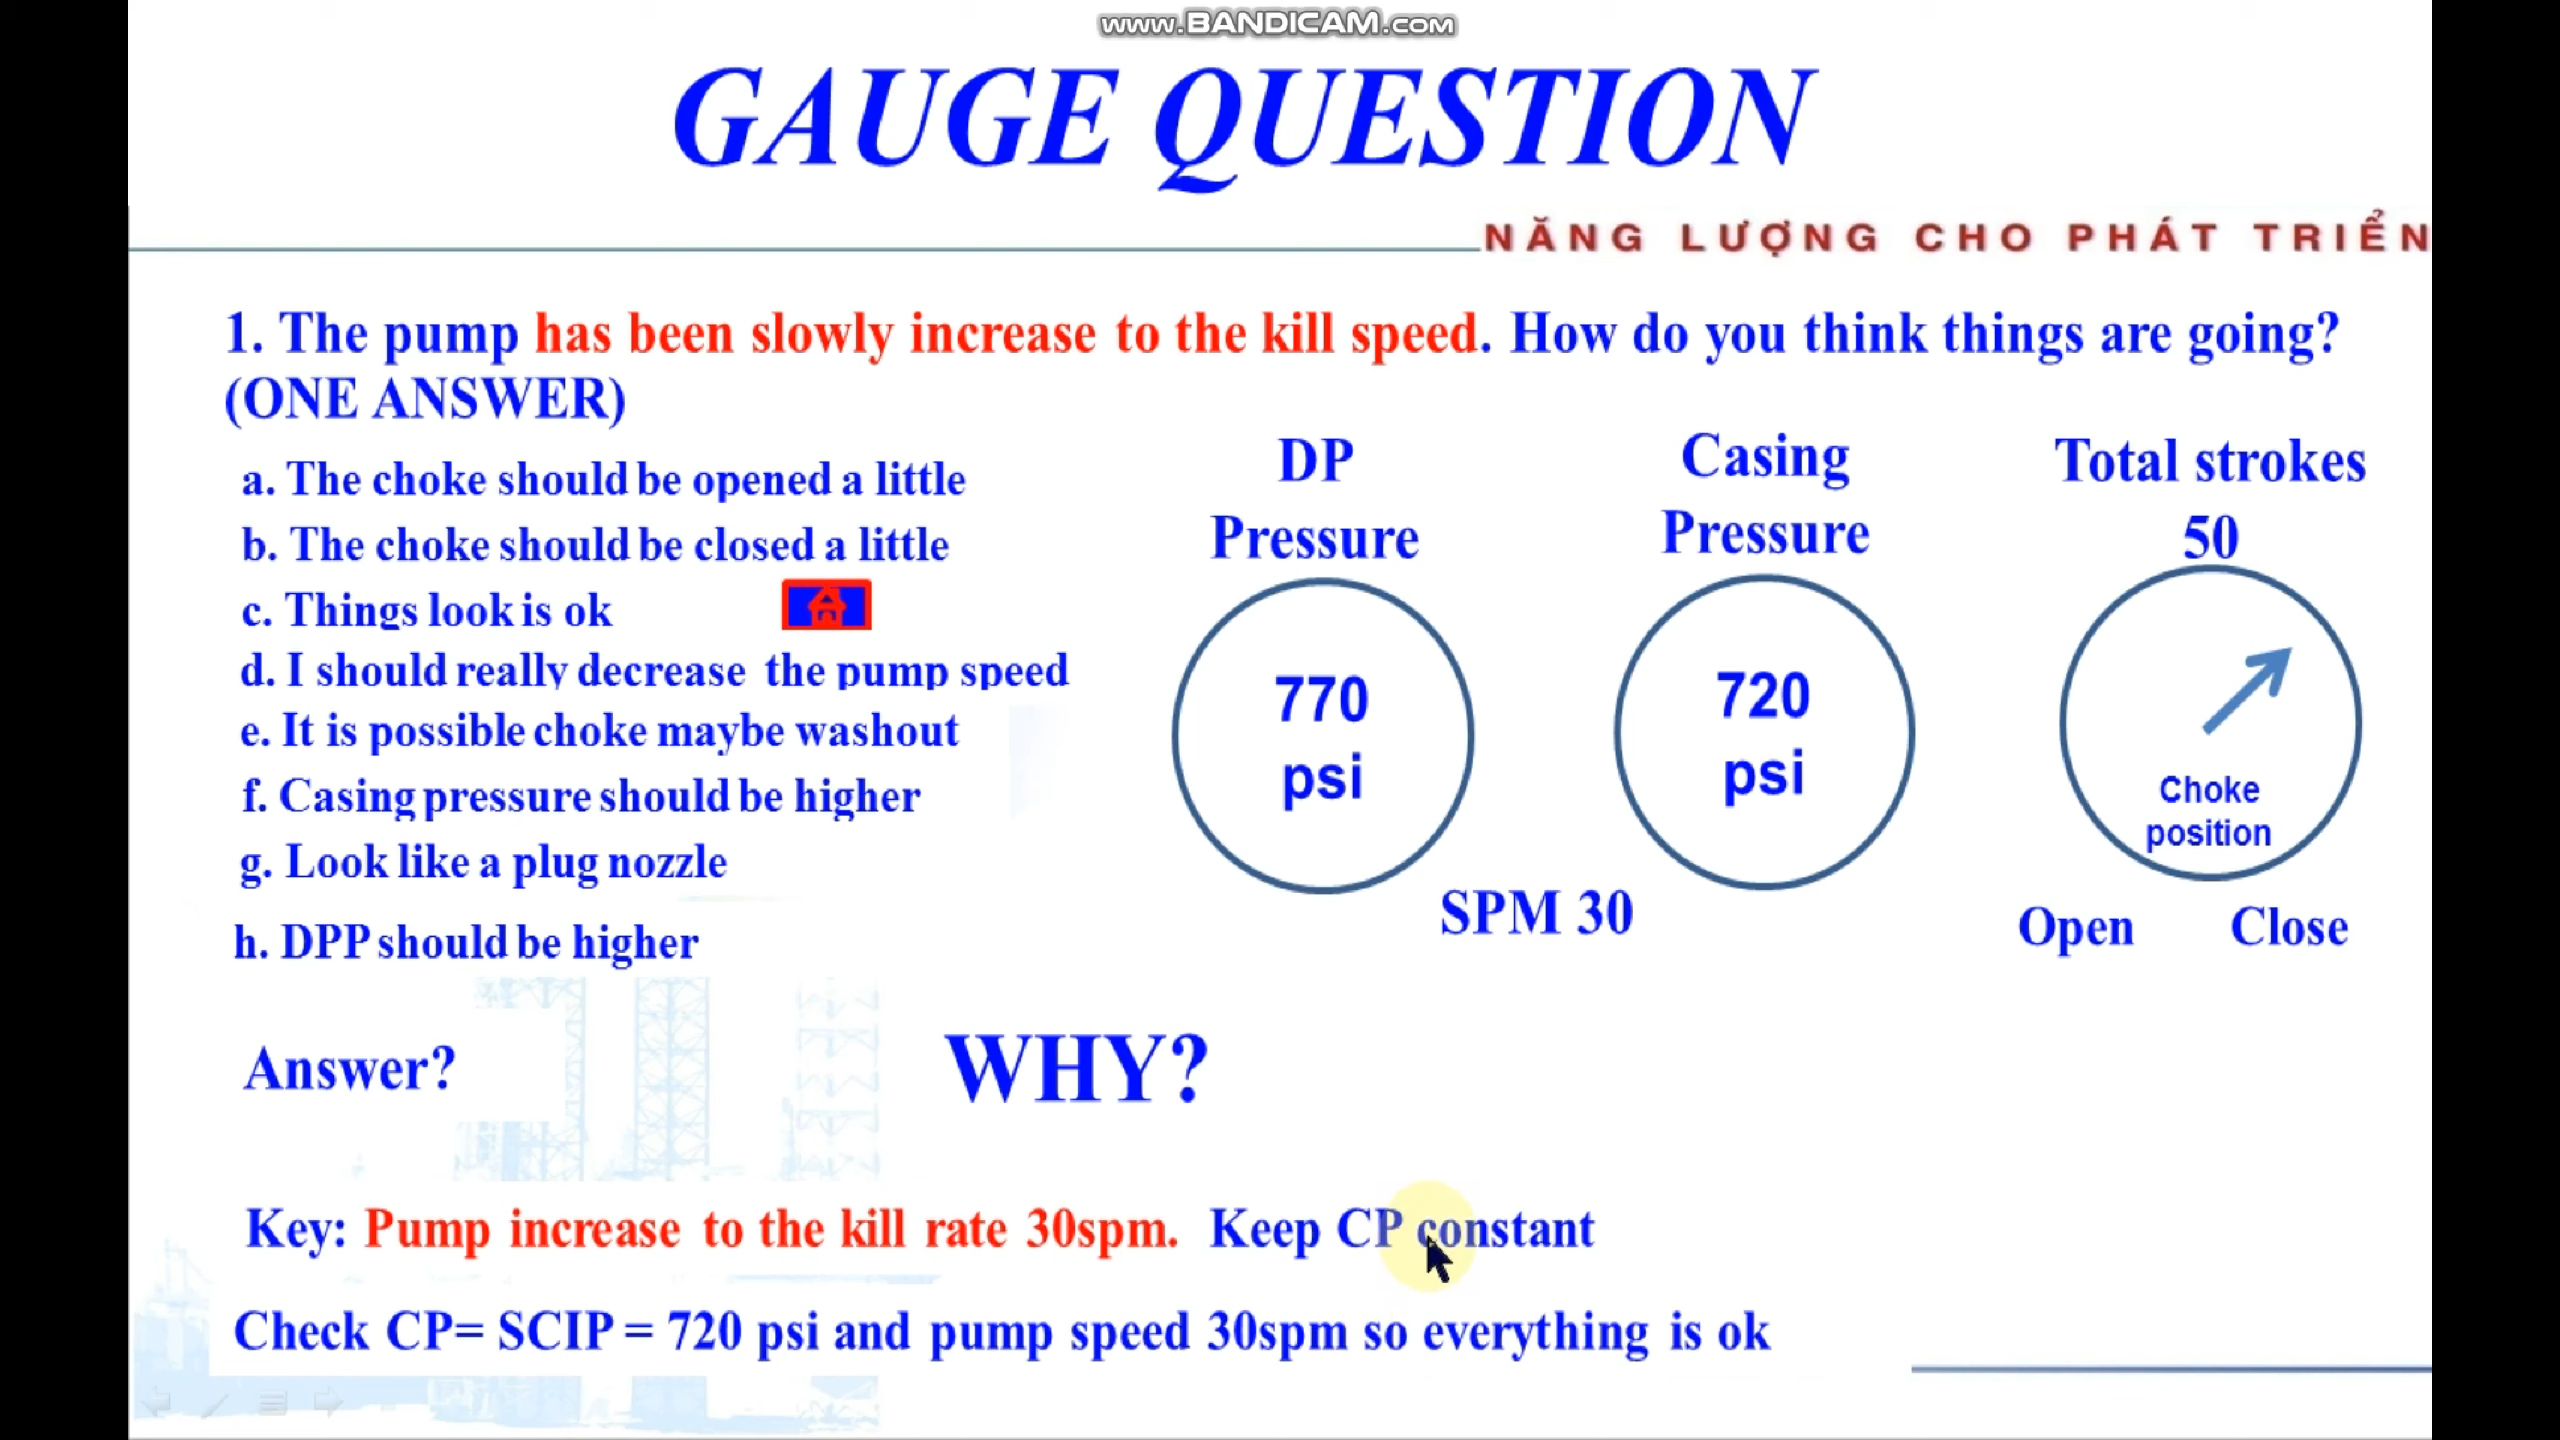 www.BANDICAM.com
GAUGE QUESTION
NĂNG LƯỢNG CHO PHÁT TRIỂN
1. The pump has been slowly increase to the kill speed. How do you think things are going?
(ONE ANSWER)
a. The choke should be opened a little
b. The choke should be closed a little
c. Things look is ok
d. I should really decrease the pump speed
e. It is possible choke maybe washout
f. Casing pressure should be higher
g. Look like a plug nozzle
h. DPP should be higher
DP
Pressure
770
psi
Casing
Pressure
720
psi
SPM 30
Total strokes
50
Choke
position
Open Close
Answer?
WHY?
Key: Pump increase to the kill rate 30spm. Keep CP constant
Check CP= SCIP = 720 psi and pump speed 30spm so everything is ok